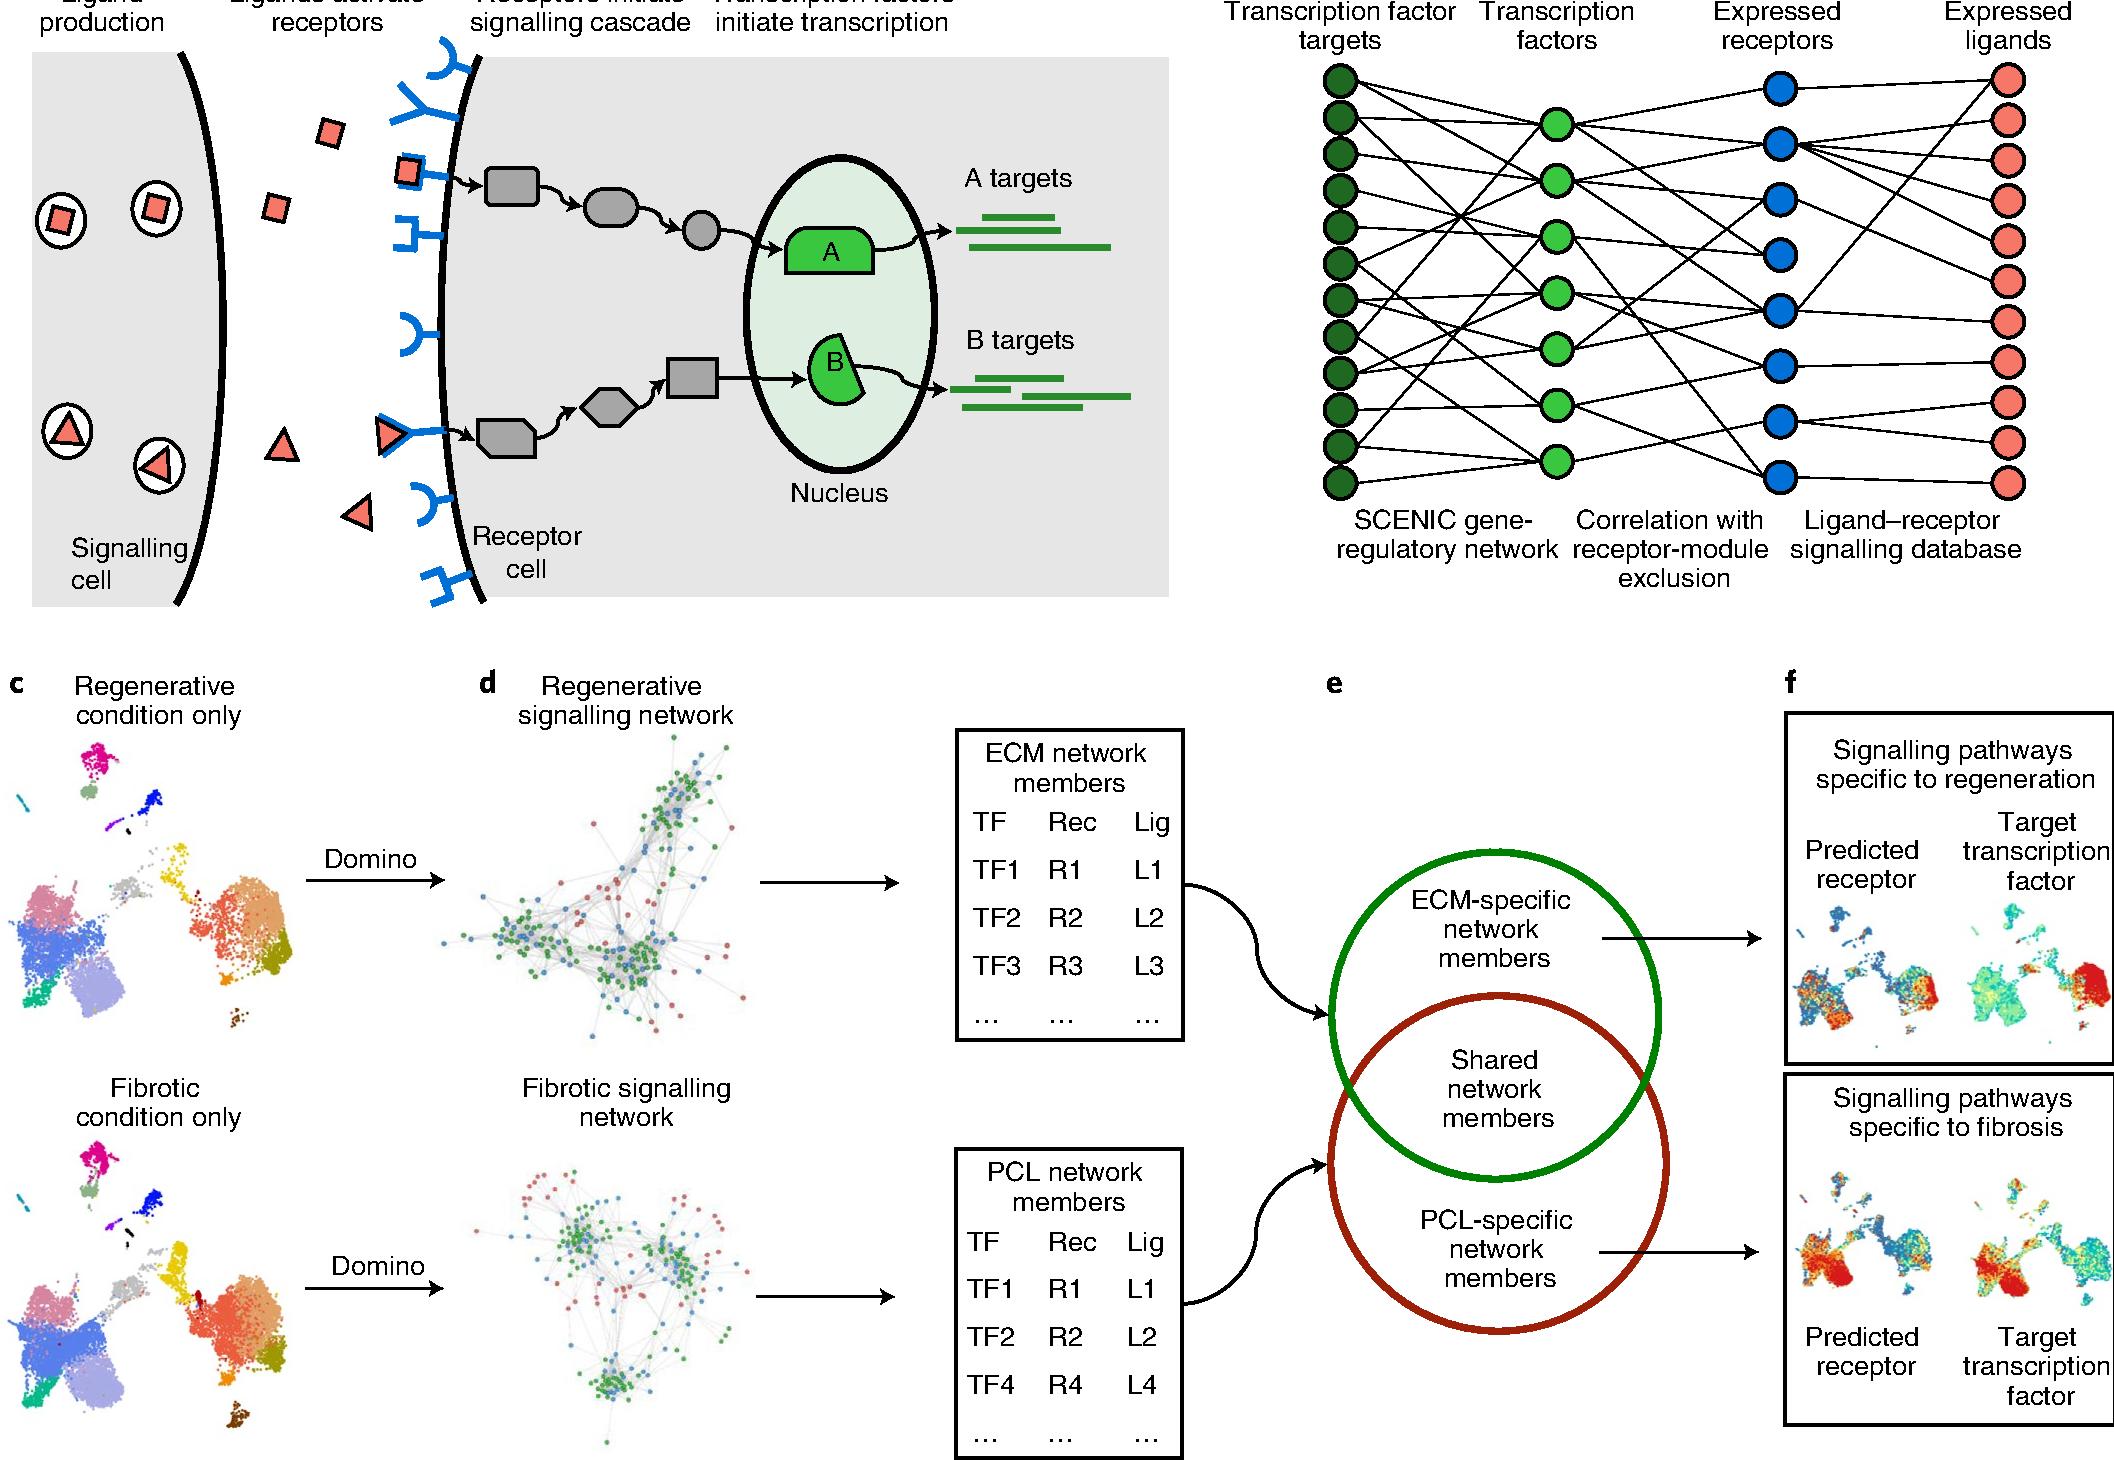 production
receptors
signalling cascade
initiate transcription
A targets
A
B targets
B
Nucleus
Signalling
cell
Receptor
cell
Transcription factor
targets
Transcription
factors
Expressed
receptors
Expressed
ligands
SCENIC gene-
regulatory network
Correlation with
receptor-module
exclusion
Ligand–receptor
signalling database
c
Regenerative
condition only
Domino
Fibrotic
condition only
Domino
d
Regenerative
signalling network
Fibrotic signalling
network
ECM network
members
TF Rec Lig
TF1 R1 L1
TF2 R2 L2
TF3 R3 L3
... ... ...
PCL network
members
TF Rec Lig
TF1 R1 L1
TF2 R2 L2
TF4 R4 L4
... ... ...
e
ECM-specific
network
members
Shared
network
members
PCL-specific
network
members
f
Signalling pathways
specific to regeneration
Predicted
receptor
Target
transcription
factor
Signalling pathways
specific to fibrosis
Predicted
receptor
Target
transcription
factor